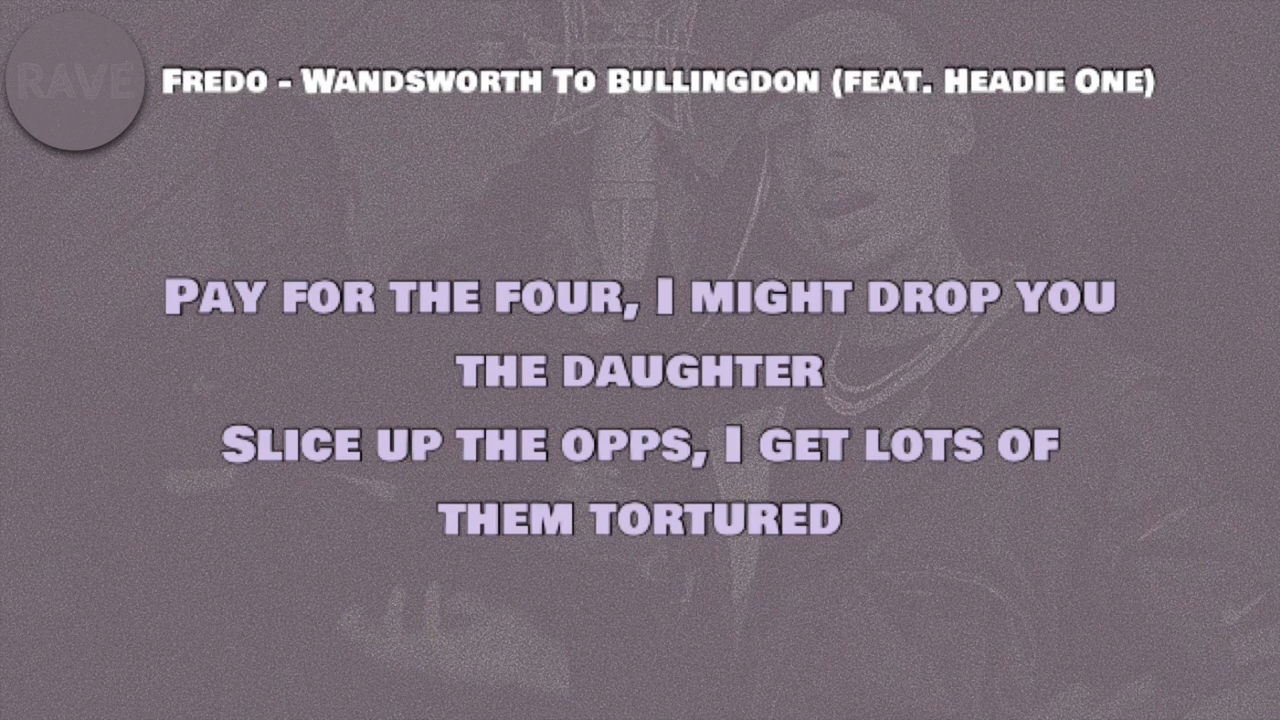 RAVE
Fredo - Wandsworth To Bullingdon (feat. Headie One)
Pay for the four, I might drop you
the daughter
Slice up the opps, I get lots of
them tortured